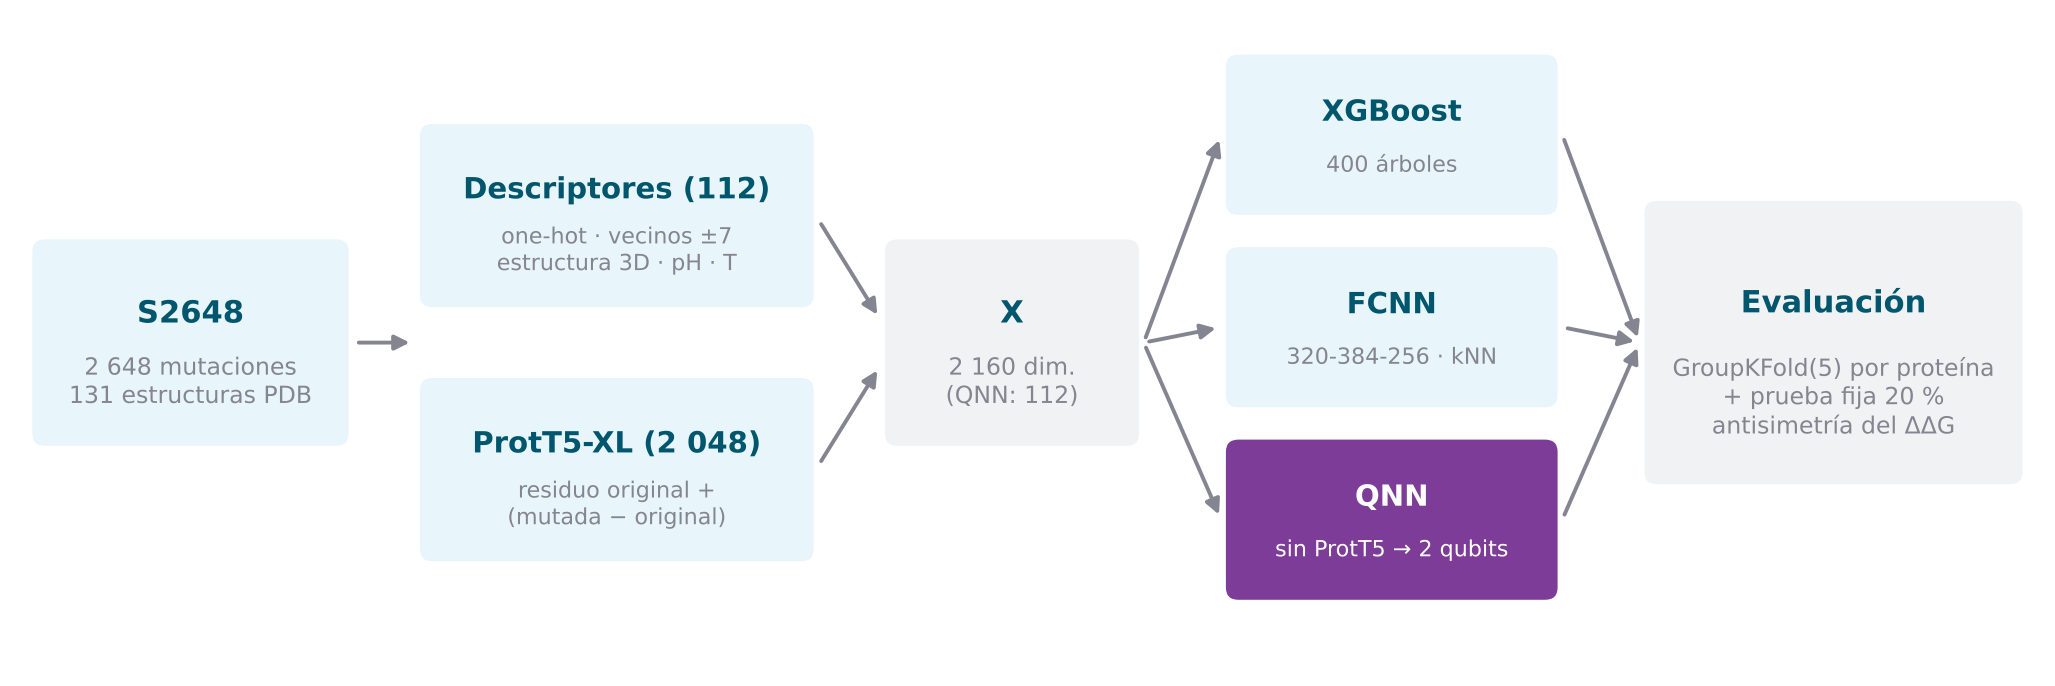 S2648
2 648 mutaciones
131 estructuras PDB
Descriptores (112)
one-hot · vecinos ±7
estructura 3D · pH · T
ProtT5-XL (2 048)
residuo original +
(mutada − original)
X
2 160 dim.
(QNN: 112)
XGBoost
400 árboles
FCNN
320-384-256 · kNN
QNN
sin ProtT5 → 2 qubits
Evaluación
GroupKFold(5) por proteína
+ prueba fija 20 %
antisimetría del ΔΔG